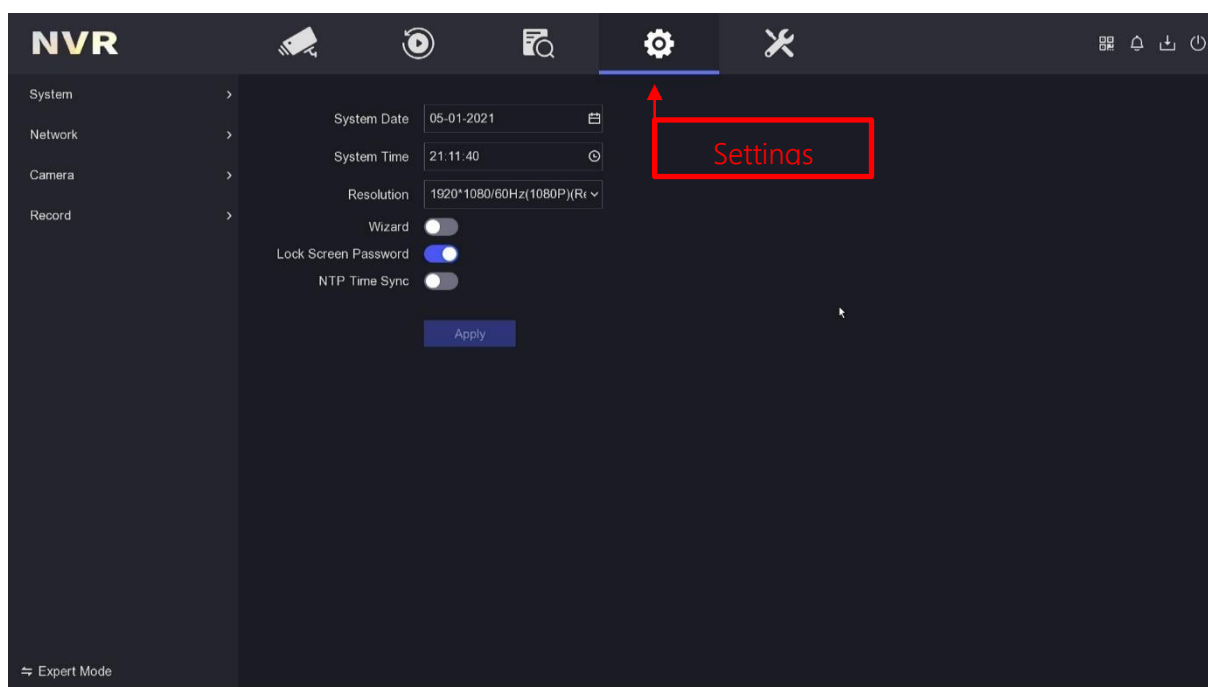 NVR
System
Network
Camera
Record
System Date 05-01-2021
System Time 21:11:40
Resolution 1920*1080/60Hz(1080P)(Re
Wizard
Lock Screen Password
NTP Time Sync
Apply
Settings
Expert Mode